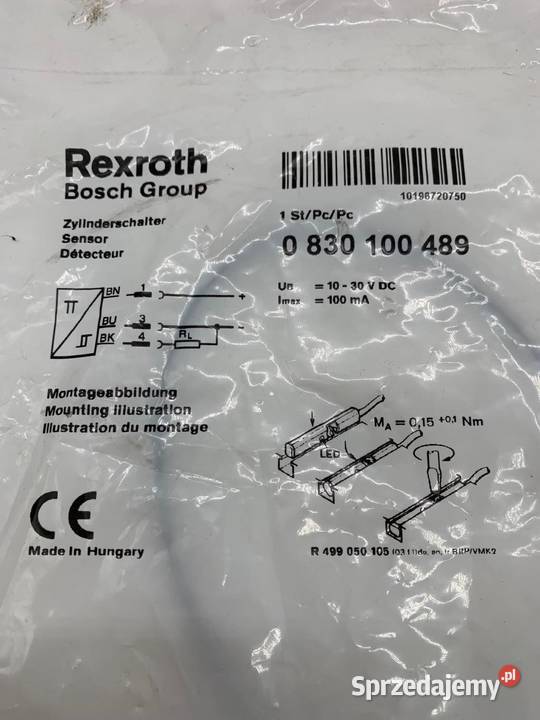 Rexroth
Bosch Group
10198720750
Zylinderschalter
Sensor
Détecteur
1 St/Pc/Pc
0 830 100 489
UB = 10 - 30 V DC
Imax = 100 mA
BN 1 +
BU 3 -
BK 4 RL
Montageabbildung
Mounting illustration
Illustration du montage
MA = 0,15 +0,1 Nm
LED
CE
Made in Hungary
R 499 050 105
Sprzedajemy.pl